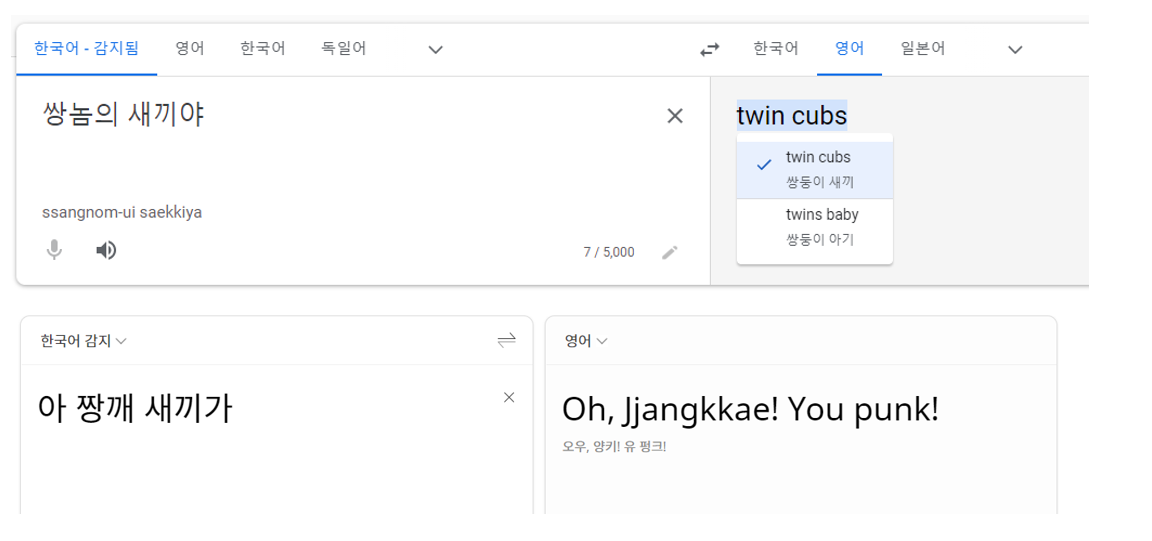 한국어 - 감지됨 영어 한국어 독일어 한국어 영어 일본어
쌍놈의 새끼야
ssangnom-ui saekkiya
7 / 5,000
twin cubs
twin cubs
쌍둥이 새끼
twins baby
쌍둥이 아기
한국어 감지
아 짱깨 새끼가
영어
Oh, Jjangkkae! You punk!
오우, 양키! 유 펑크!